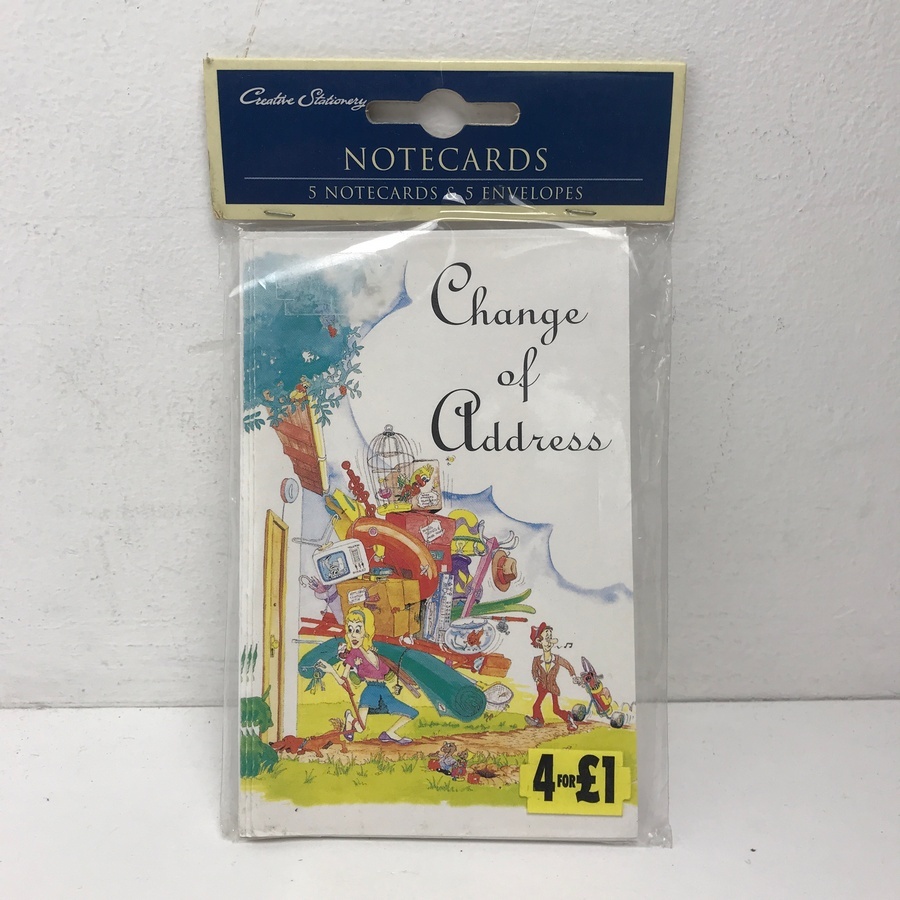 Creative Stationery
NOTECARDS
5 NOTECARDS & 5 ENVELOPES
Change
of
Address
4 FOR £1